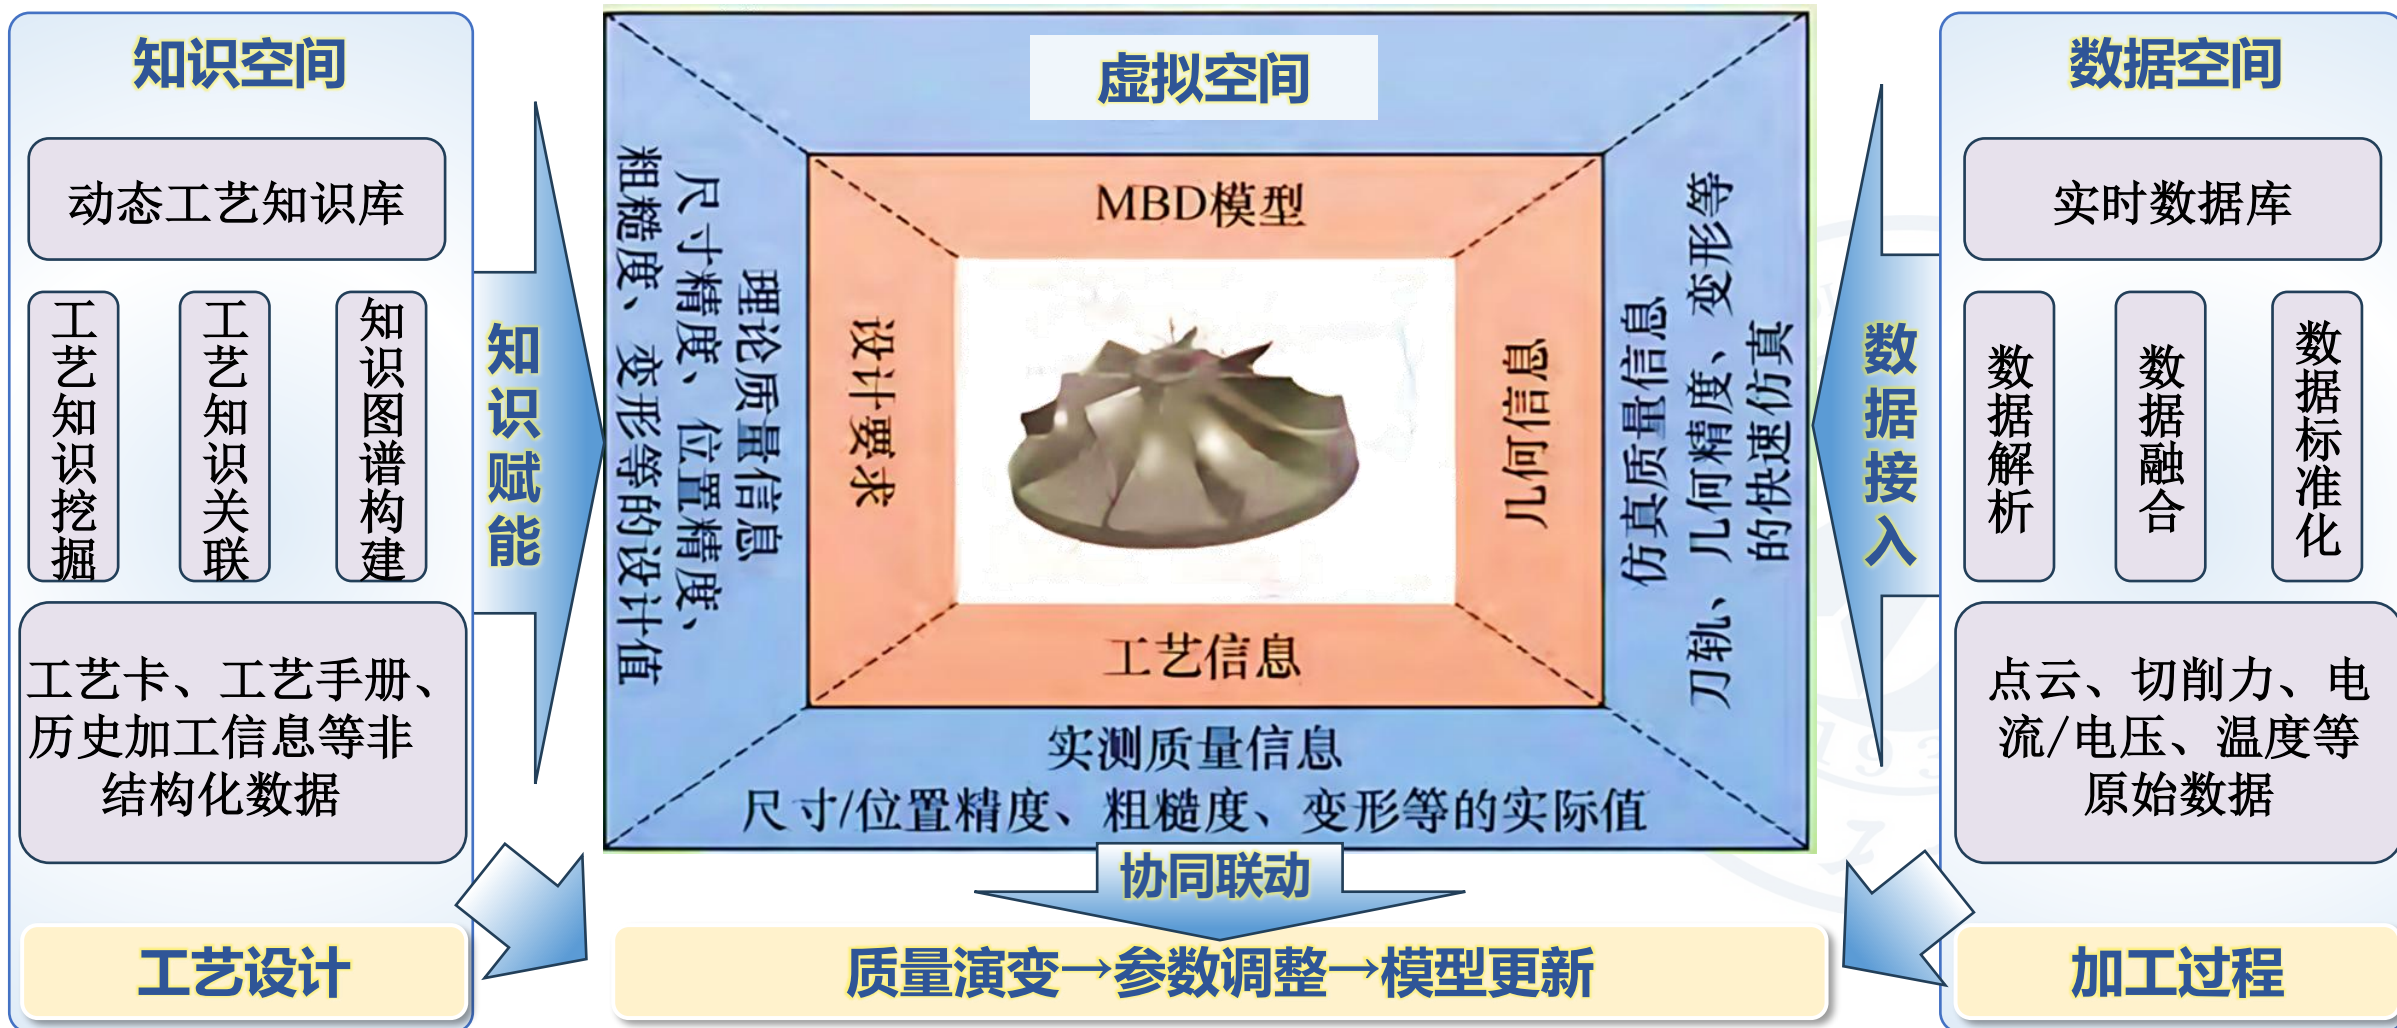 知识空间
动态工艺知识库
工艺知识挖掘
工艺知识关联
知识图谱构建
工艺卡、工艺手册、
历史加工信息等非
结构化数据
工艺设计
知识赋能
虚拟空间
理论质量信息
尺寸精度、位置精度、
粗糙度、变形等的设计值
MBD模型
设计要求
几何信息
工艺信息
仿真质量信息
刀轨、几何精度、变形等
的快速仿真
实测质量信息
尺寸/位置精度、粗糙度、变形等的实际值
协同联动
质量演变→参数调整→模型更新
数据接入
数据空间
实时数据库
数据解析
数据融合
数据标准化
点云、切削力、电
流/电压、温度等
原始数据
加工过程